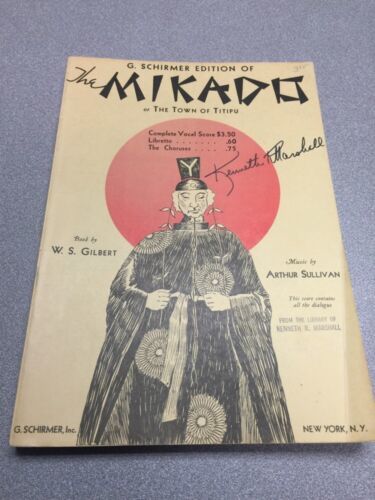 G. SCHIRMER EDITION OF
The MIKADO
or THE TOWN OF TITIPU
Complete Vocal Score $3.50
Libretto . . . . . . . .60
The Choruses . . . . . .75
Kenneth R Marshall
Book by
W. S. GILBERT
Music by
ARTHUR SULLIVAN
This score contains
all the dialogue
FROM THE LIBRARY OF
KENNETH R. MARSHALL
G. SCHIRMER, Inc.
NEW YORK, N.Y.